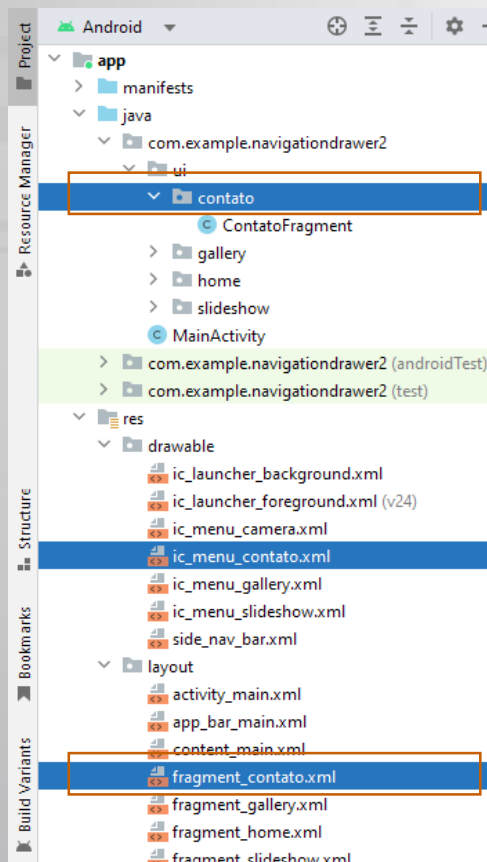 Project
Resource Manager
Structure
Bookmarks
Build Variants
Android
app
manifests
java
com.example.navigationdrawer2
ui
contato
ContatoFragment
gallery
home
slideshow
MainActivity
com.example.navigationdrawer2 (androidTest)
com.example.navigationdrawer2 (test)
res
drawable
ic_launcher_background.xml
ic_launcher_foreground.xml (v24)
ic_menu_camera.xml
ic_menu_contato.xml
ic_menu_gallery.xml
ic_menu_slideshow.xml
side_nav_bar.xml
layout
activity_main.xml
app_bar_main.xml
content_main.xml
fragment_contato.xml
fragment_gallery.xml
fragment_home.xml
fragment_slideshow.xml